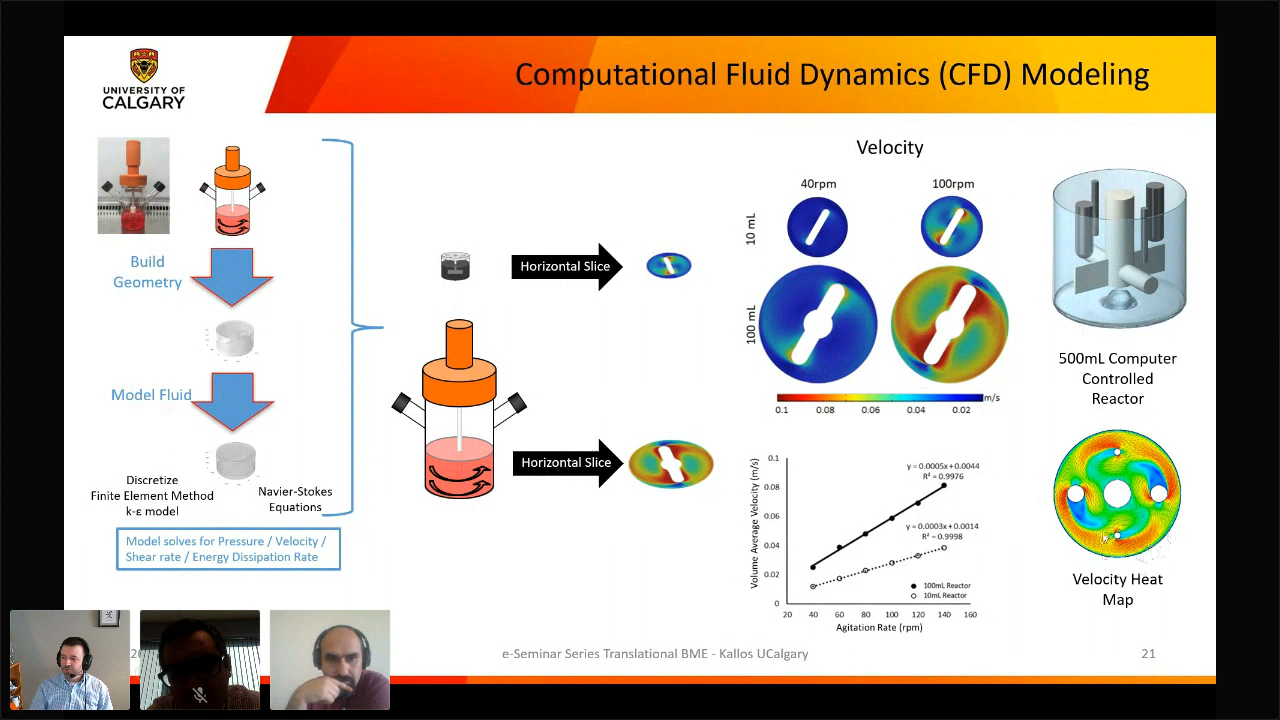 UNIVERSITY OF
CALGARY
Computational Fluid Dynamics (CFD) Modeling
Build
Geometry
Model Fluid
Discretize
Finite Element Method
k-ε model
Navier-Stokes
Equations
Model solves for Pressure / Velocity /
Shear rate / Energy Dissipation Rate
Horizontal Slice
Horizontal Slice
Velocity
40rpm
100rpm
10 mL
100 mL
m/s
0.1 0.08 0.06 0.04 0.02
Volume Average Velocity (m/s)
0.1
0.08
0.06
0.04
0.02
0
y = 0.0005x + 0.0044
R² = 0.9976
y = 0.0003x + 0.0014
R² = 0.9998
100mL Reactor
10mL Reactor
20 40 60 80 100 120 140 160
Agitation Rate (rpm)
500mL Computer
Controlled
Reactor
Velocity Heat
Map
e-Seminar Series Translational BME - Kallos UCalgary
21